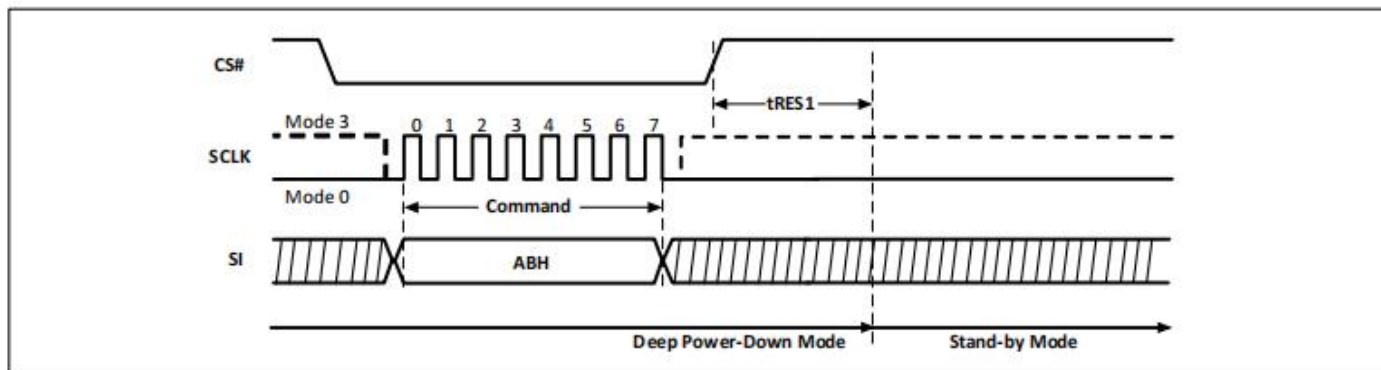 CS#
tRES1
Mode 3
0 1 2 3 4 5 6 7
SCLK
Mode 0
Command
SI
ABH
Deep Power-Down Mode
Stand-by Mode